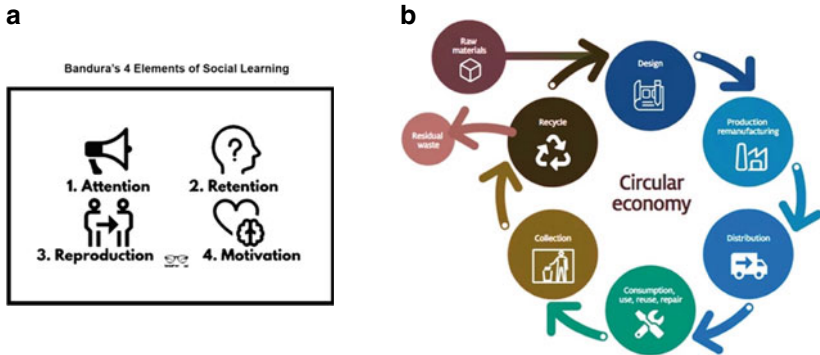 a
Bandura's 4 Elements of Social Learning
1. Attention
2. Retention
3. Reproduction
4. Motivation
b
Raw
materials
Design
Production
remanufacturing
Distribution
Consumption,
use, reuse, repair
Collection
Recycle
Residual
waste
Circular
economy